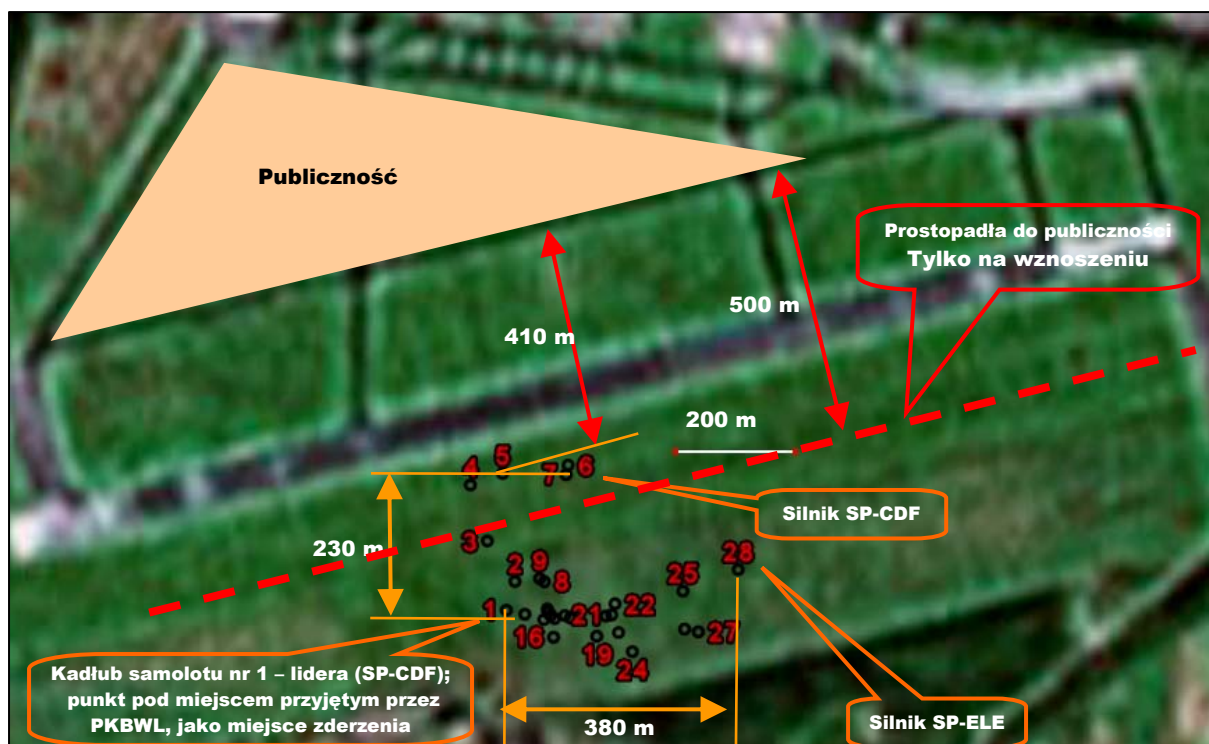 Publiczność
Prostopadła do publiczności
Tylko na wznoszeniu
500 m
410 m
200 m
4
5
7
6
Silnik SP-CDF
230 m
3
2
9
8
25
28
1
16
21
22
19
24
27
Kadłub samolotu nr 1 – lidera (SP-CDF);
punkt pod miejscem przyjętym przez
PKBWL, jako miejsce zderzenia
380 m
Silnik SP-ELE